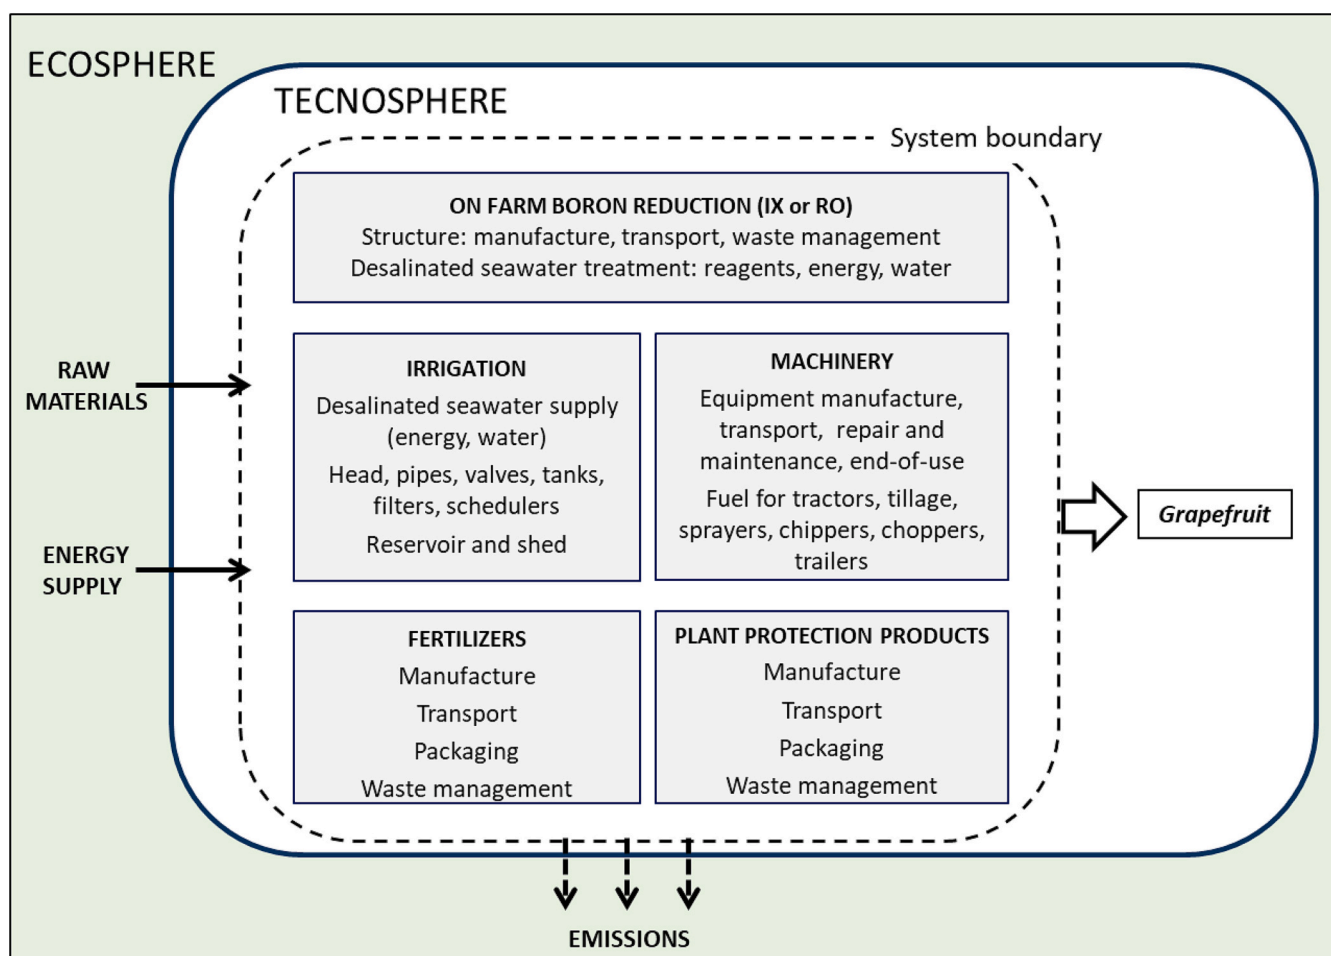 ECOSPHERE
TECNOSPHERE
System boundary
ON FARM BORON REDUCTION (IX or RO)
Structure: manufacture, transport, waste management
Desalinated seawater treatment: reagents, energy, water
RAW
MATERIALS
ENERGY
SUPPLY
IRRIGATION
Desalinated seawater supply
(energy, water)
Head, pipes, valves, tanks,
filters, schedulers
Reservoir and shed
MACHINERY
Equipment manufacture,
transport, repair and
maintenance, end-of-use
Fuel for tractors, tillage,
sprayers, chippers, choppers,
trailers
Grapefruit
FERTILIZERS
Manufacture
Transport
Packaging
Waste management
PLANT PROTECTION PRODUCTS
Manufacture
Transport
Packaging
Waste management
EMISSIONS